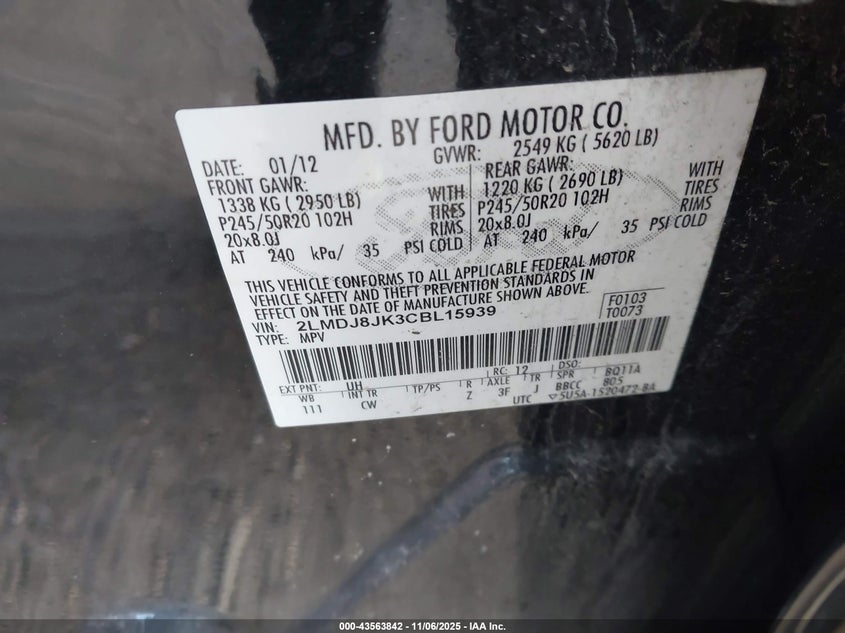 MFD. BY FORD MOTOR CO.
DATE: 01/12 GVWR: 2549 KG ( 5620 LB)
FRONT GAWR: REAR GAWR: WITH
1338 KG ( 2950 LB) WITH 1220 KG ( 2690 LB) TIRES
P245/50R20 102H TIRES P245/50R20 102H RIMS
20x8.0J RIMS 20x8.0J
AT 240 kPa/ 35 PSI COLD AT 240 kPa/ 35 PSI COLD
THIS VEHICLE CONFORMS TO ALL APPLICABLE FEDERAL MOTOR
VEHICLE SAFETY AND THEFT PREVENTION STANDARDS IN
EFFECT ON THE DATE OF MANUFACTURE SHOWN ABOVE.
VIN: 2LMDJ8JK3CBL15939 F0103
TYPE: MPV T0073
EXT PNT: UH RC: 12 DSO:
WB INT TR TP/PS R AXLE TR SPR BQ11A
111 CW Z 3F J BBCC 805
UTC ▽5U5A-1520472-BA
000-43563842 - 11/06/2025 - IAA Inc.